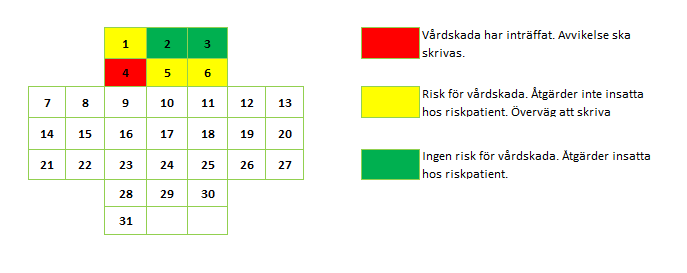 1 2 3
4 5 6
7 8 9 10 11 12 13
14 15 16 17 18 19 20
21 22 23 24 25 26 27
28 29 30
31
Vårdskada har inträffat. Avvikelse ska
skrivas.
Risk för vårdskada. Åtgärder inte insatta
hos riskpatient. Överväg att skriva
Ingen risk för vårdskada. Åtgärder insatta
hos riskpatient.